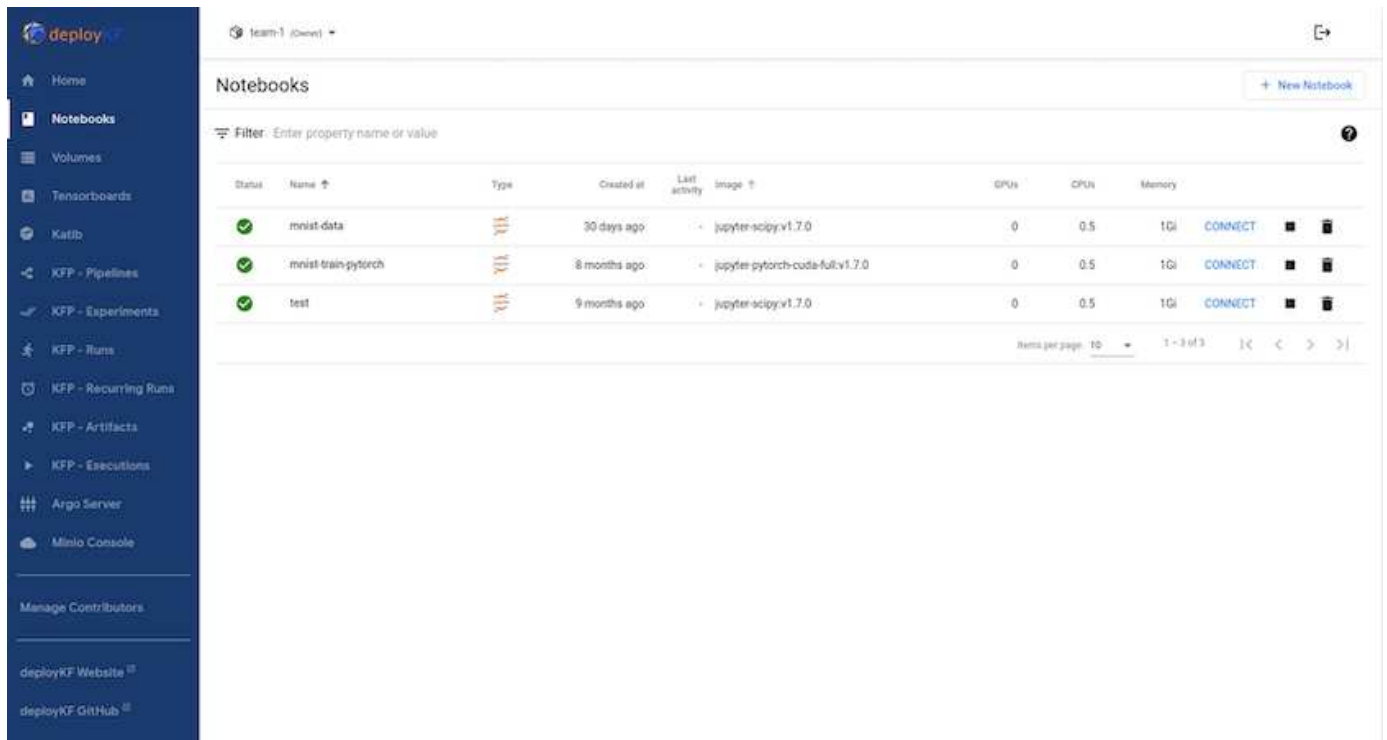 deployKF
team-1 (Owner)
Home
Notebooks
Volumes
Tensorboards
Katib
KFP - Pipelines
KFP - Experiments
KFP - Runs
KFP - Recurring Runs
KFP - Artifacts
KFP - Executions
Argo Server
Minio Console
Manage Contributors
deployKF Website
deployKF GitHub
Notebooks
+ New Notebook
Filter Enter property name or value
Status Name Type Created at Last activity Image GPUs CPUs Memory
mnist-data 30 days ago - jupyter-scipy:v1.7.0 0 0.5 1Gi CONNECT
mnist-train-pytorch 8 months ago - jupyter-pytorch-cuda-full:v1.7.0 0 0.5 1Gi CONNECT
test 9 months ago - jupyter-scipy:v1.7.0 0 0.5 1Gi CONNECT
Items per page: 10 1 – 3 of 3